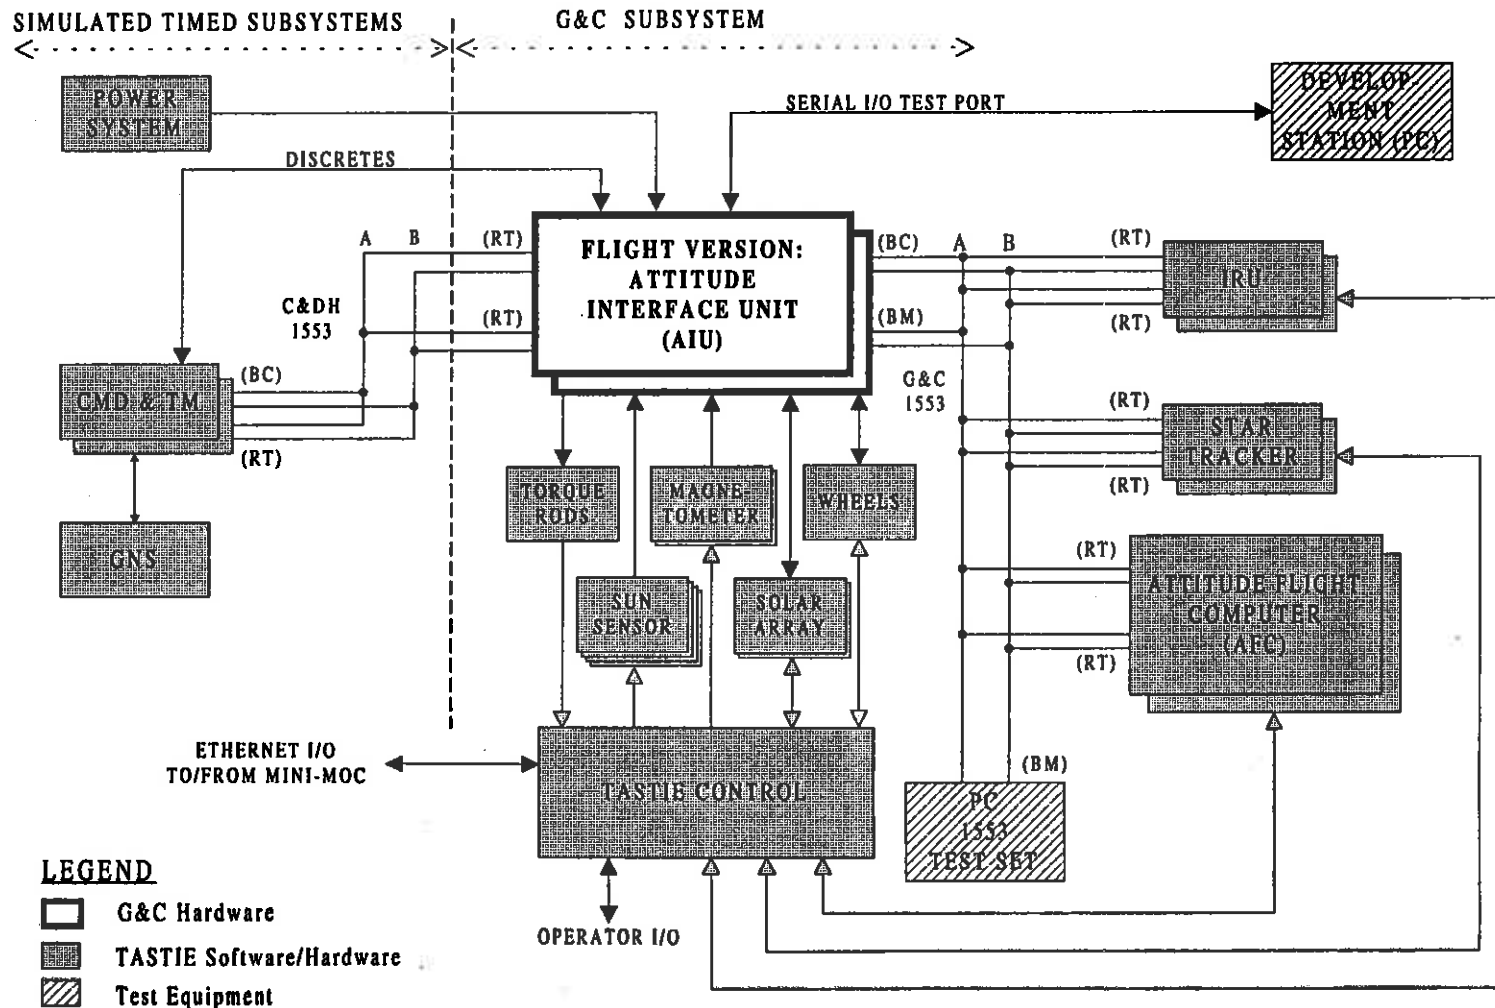 SIMULATED TIMED SUBSYSTEMS
G&C SUBSYSTEM
POWER
SYSTEM
SERIAL I/O TEST PORT
DEVELOP-
MENT
STATION (PC)
DISCRETES
A
B
(RT)
FLIGHT VERSION:
ATTITUDE
INTERFACE UNIT
(AIU)
(BC)
A
B
(RT)
IRU
C&DH
1553
(RT)
(BM)
(RT)
CMD & TM
(BC)
(RT)
G&C
1553
(RT)
STAR
TRACKER
(RT)
TORQUE
RODS
MAGNE-
TOMETER
WHEELS
GNS
SUN
SENSOR
SOLAR
ARRAY
(RT)
ATTITUDE FLIGHT
COMPUTER
(AFC)
(RT)
ETHERNET I/O
TO/FROM MINI-MOC
TASTIE CONTROL
(BM)
PC
1553
TEST SET
OPERATOR I/O
LEGEND
G&C Hardware
TASTIE Software/Hardware
Test Equipment